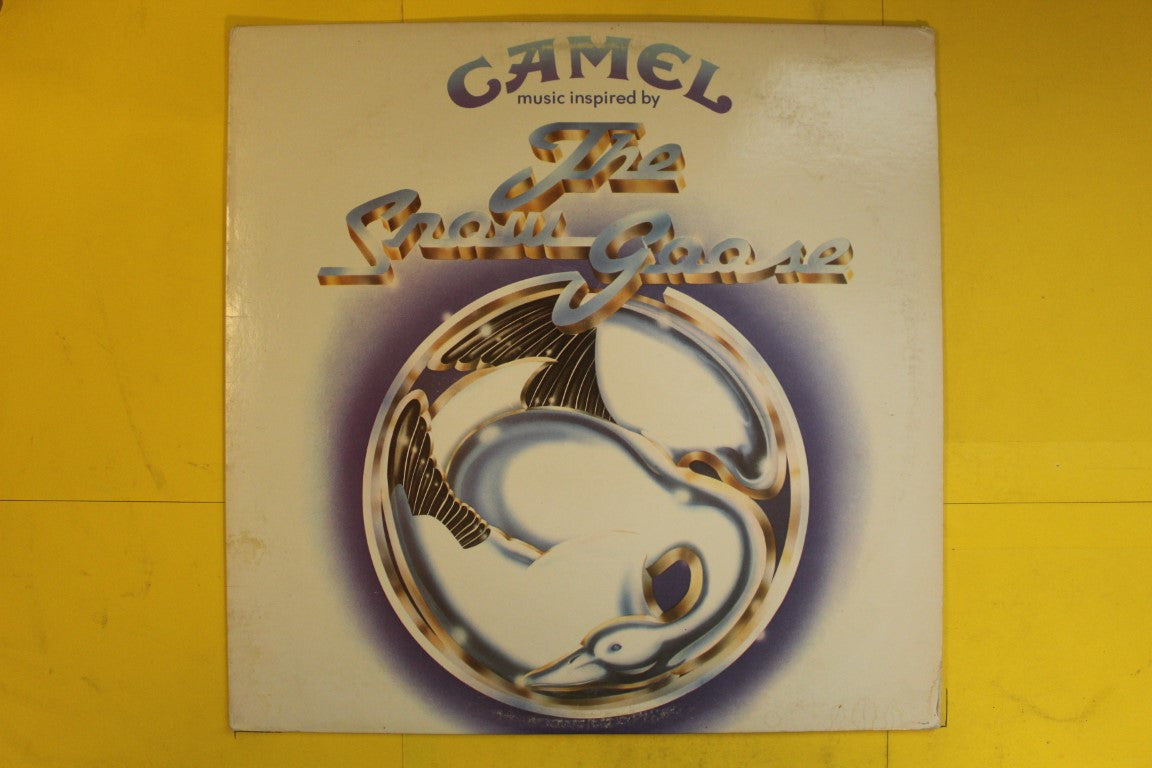 CAMEL
music inspired by
The
Snow Goose